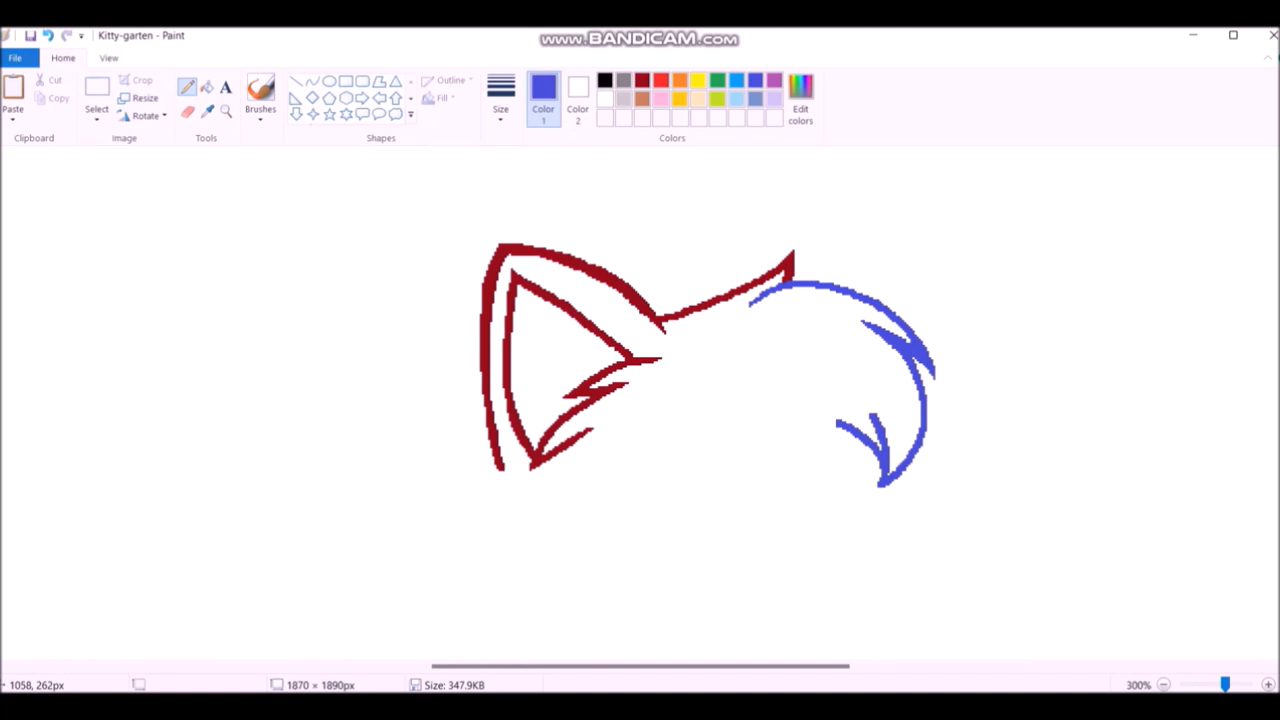 www.BANDICAM.com
Kitty-garten - Paint
File Home View
Paste
Cut
Copy
Clipboard
Select
Crop
Resize
Rotate
Image
A
Tools
Brushes
Outline
Fill
Shapes
Size
Color
1
Color
2
Colors
Edit
colors
1058, 262px
1870 × 1890px
Size: 347.9KB
300%